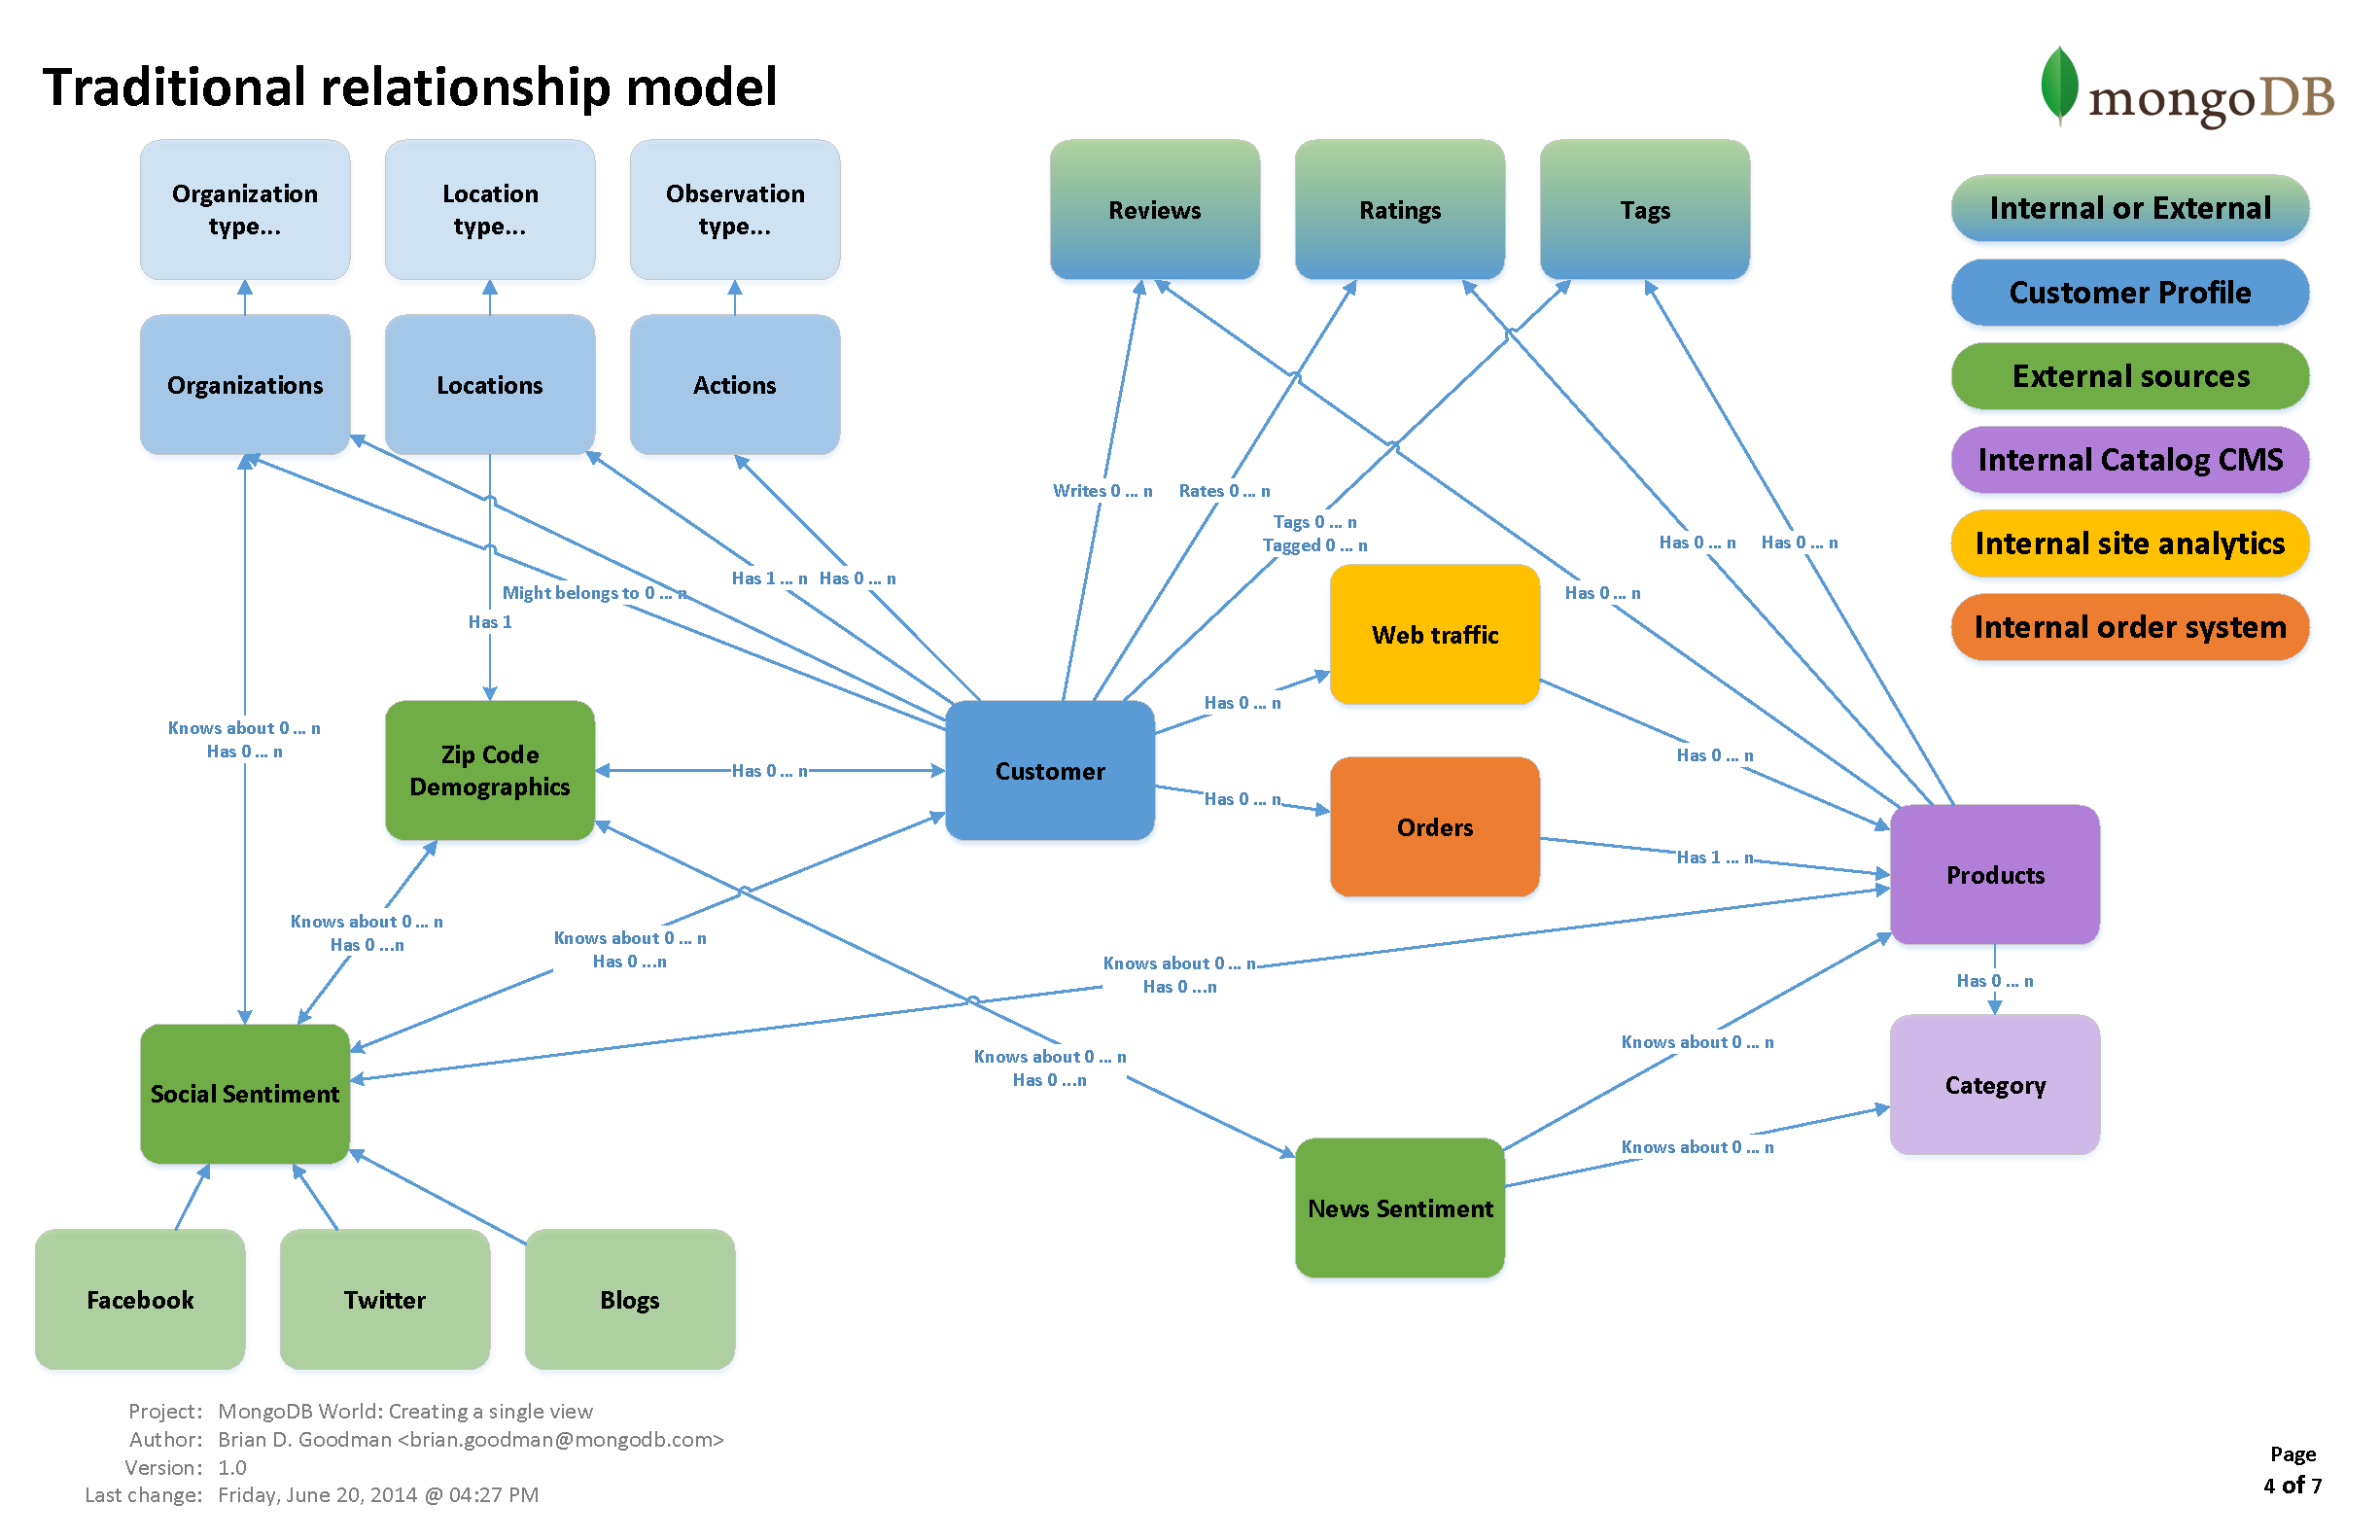 Traditional relationship model
mongoDB
Organization
type...
Location
type...
Observation
type...
Reviews
Ratings
Tags
Internal or External
Customer Profile
External sources
Internal Catalog CMS
Internal site analytics
Internal order system
Organizations
Locations
Actions
Writes 0 ... n
Rates 0 ... n
Tags 0 ... n
Tagged 0 ... n
Has 0 ... n
Has 0 ... n
Has 0 ... n
Has 1 ... n
Has 0 ... n
Might belongs to 0 ... n
Has 1
Web traffic
Has 0 ... n
Knows about 0 ... n
Has 0 ... n
Zip Code
Demographics
Has 0 ... n
Customer
Has 0 ... n
Has 0 ... n
Orders
Has 1 ... n
Products
Knows about 0 ... n
Has 0 ...n
Knows about 0 ... n
Has 0 ...n
Knows about 0 ... n
Has 0 ...n
Has 0 ... n
Knows about 0 ... n
Has 0 ...n
Knows about 0 ... n
Category
Social Sentiment
Knows about 0 ... n
News Sentiment
Facebook
Twitter
Blogs
Project: MongoDB World: Creating a single view
Author: Brian D. Goodman <brian.goodman@mongodb.com>
Version: 1.0
Last change: Friday, June 20, 2014 @ 04:27 PM
Page
4 of 7